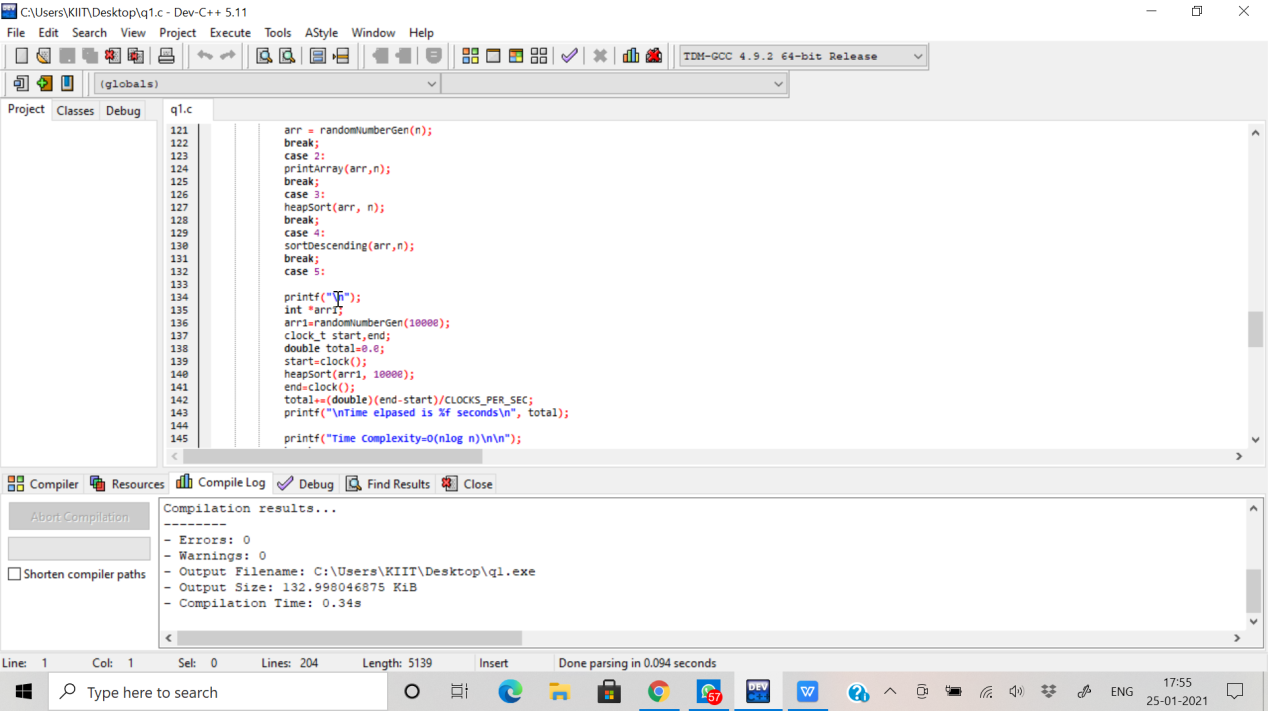 C:\Users\KIIT\Desktop\q1.c - Dev-C++ 5.11
File Edit Search View Project Execute Tools AStyle Window Help
TDM-GCC 4.9.2 64-bit Release
(globals)
Project Classes Debug q1.c
121 arr = randomNumberGen(n);
122 break;
123 case 2:
124 printArray(arr,n);
125 break;
126 case 3:
127 heapSort(arr, n);
128 break;
129 case 4:
130 sortDescending(arr,n);
131 break;
132 case 5:
133
134 printf("\n");
135 int *arr1;
136 arr1=randomNumberGen(10000);
137 clock_t start,end;
138 double total=0.0;
139 start=clock();
140 heapSort(arr1, 10000);
141 end=clock();
142 total+=(double)(end-start)/CLOCKS_PER_SEC;
143 printf("\nTime elpased is %f seconds\n", total);
144
145 printf("Time Complexity=O(nlog n)\n\n");
Compiler Resources Compile Log Debug Find Results Close
Abort Compilation
Shorten compiler paths
Compilation results...
--------
- Errors: 0
- Warnings: 0
- Output Filename: C:\Users\KIIT\Desktop\q1.exe
- Output Size: 132.998046875 KiB
- Compilation Time: 0.34s
Line: 1 Col: 1 Sel: 0 Lines: 204 Length: 5139 Insert Done parsing in 0.094 seconds
Type here to search
57
DEV
W
ENG
17:55
25-01-2021